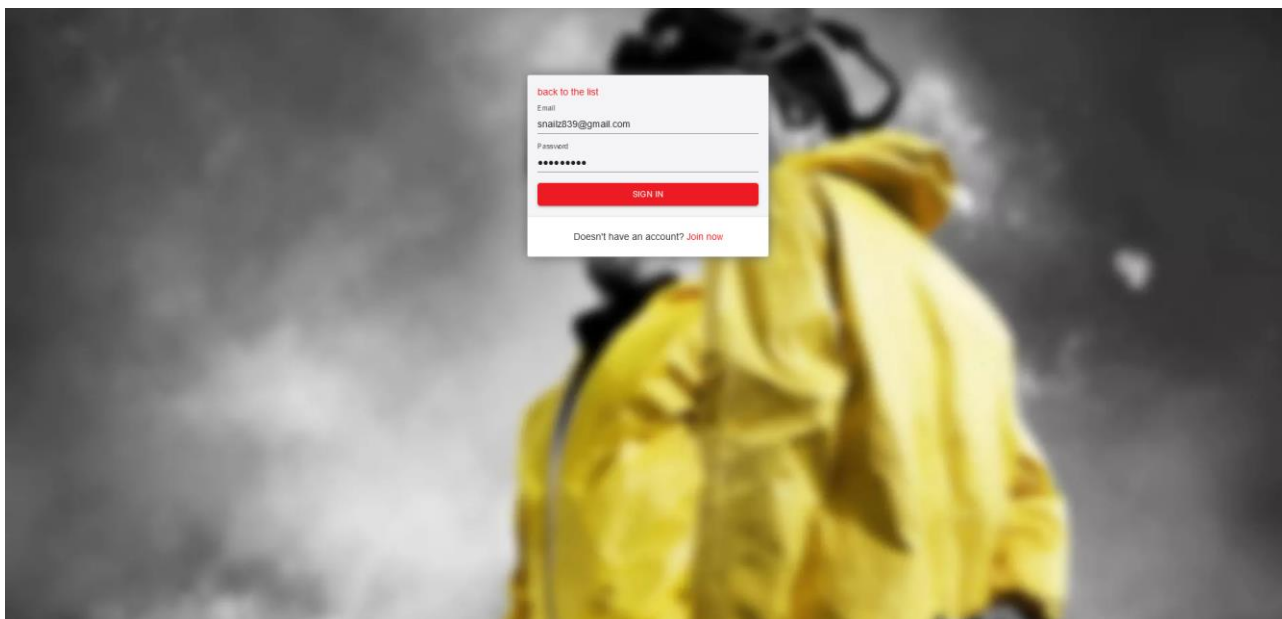 back to the list
Email
snailz839@gmail.com
Password
•••••••••
SIGN IN
Doesn't have an account? Join now